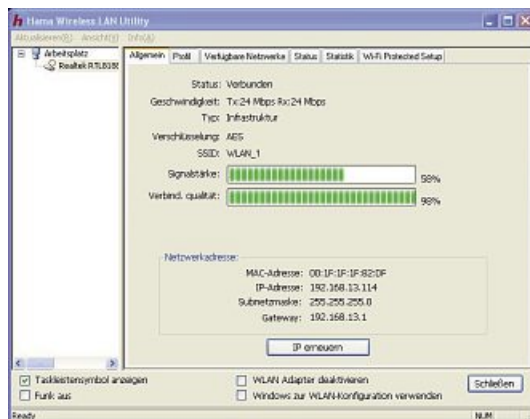 Hama Wireless LAN Utility
Aktualisieren(R) Ansicht(V) Info(A)
Arbeitsplatz
Realtek RTL8188
Allgemein Profil Verfügbare Netzwerke Status Statistik Wi-Fi Protected Setup
Status: Verbunden
Geschwindigkeit: Tx:24 Mbps Rx:24 Mbps
Typ: Infrastruktur
Verschlüsselung: AES
SSID: WLAN_1
Signalstärke: 58%
Verbind. qualität: 98%
Netzwerkadresse:
MAC-Adresse: 00:1F:1F:1F:82:DF
IP-Adresse: 192.168.13.114
Subnetzmaske: 255.255.255.0
Gateway: 192.168.13.1
IP erneuern
Taskleistensymbol anzeigen
WLAN Adapter deaktivieren
Schließen
Funk aus
Windows zur WLAN-Konfiguration verwenden
Ready
NUM